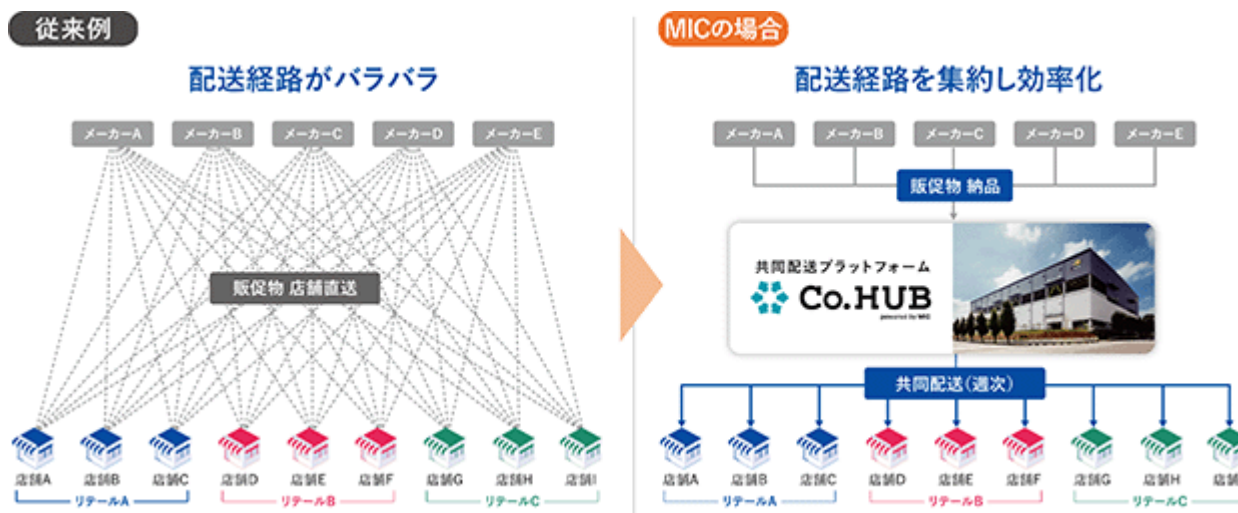 従来例
配送経路がバラバラ
メーカーA メーカーB メーカーC メーカーD メーカーE
販促物 店舗直送
店舗A 店舗B 店舗C 店舗D 店舗E 店舗F 店舗G 店舗H 店舗I
リテールA リテールB リテールC
MICの場合
配送経路を集約し効率化
メーカーA メーカーB メーカーC メーカーD メーカーE
販促物 納品
共同配送プラットフォーム
Co.HUB
powered by MIC
共同配送(週次)
店舗A 店舗B 店舗C 店舗D 店舗E 店舗F 店舗G 店舗H 店舗
リテールA リテールB リテールC